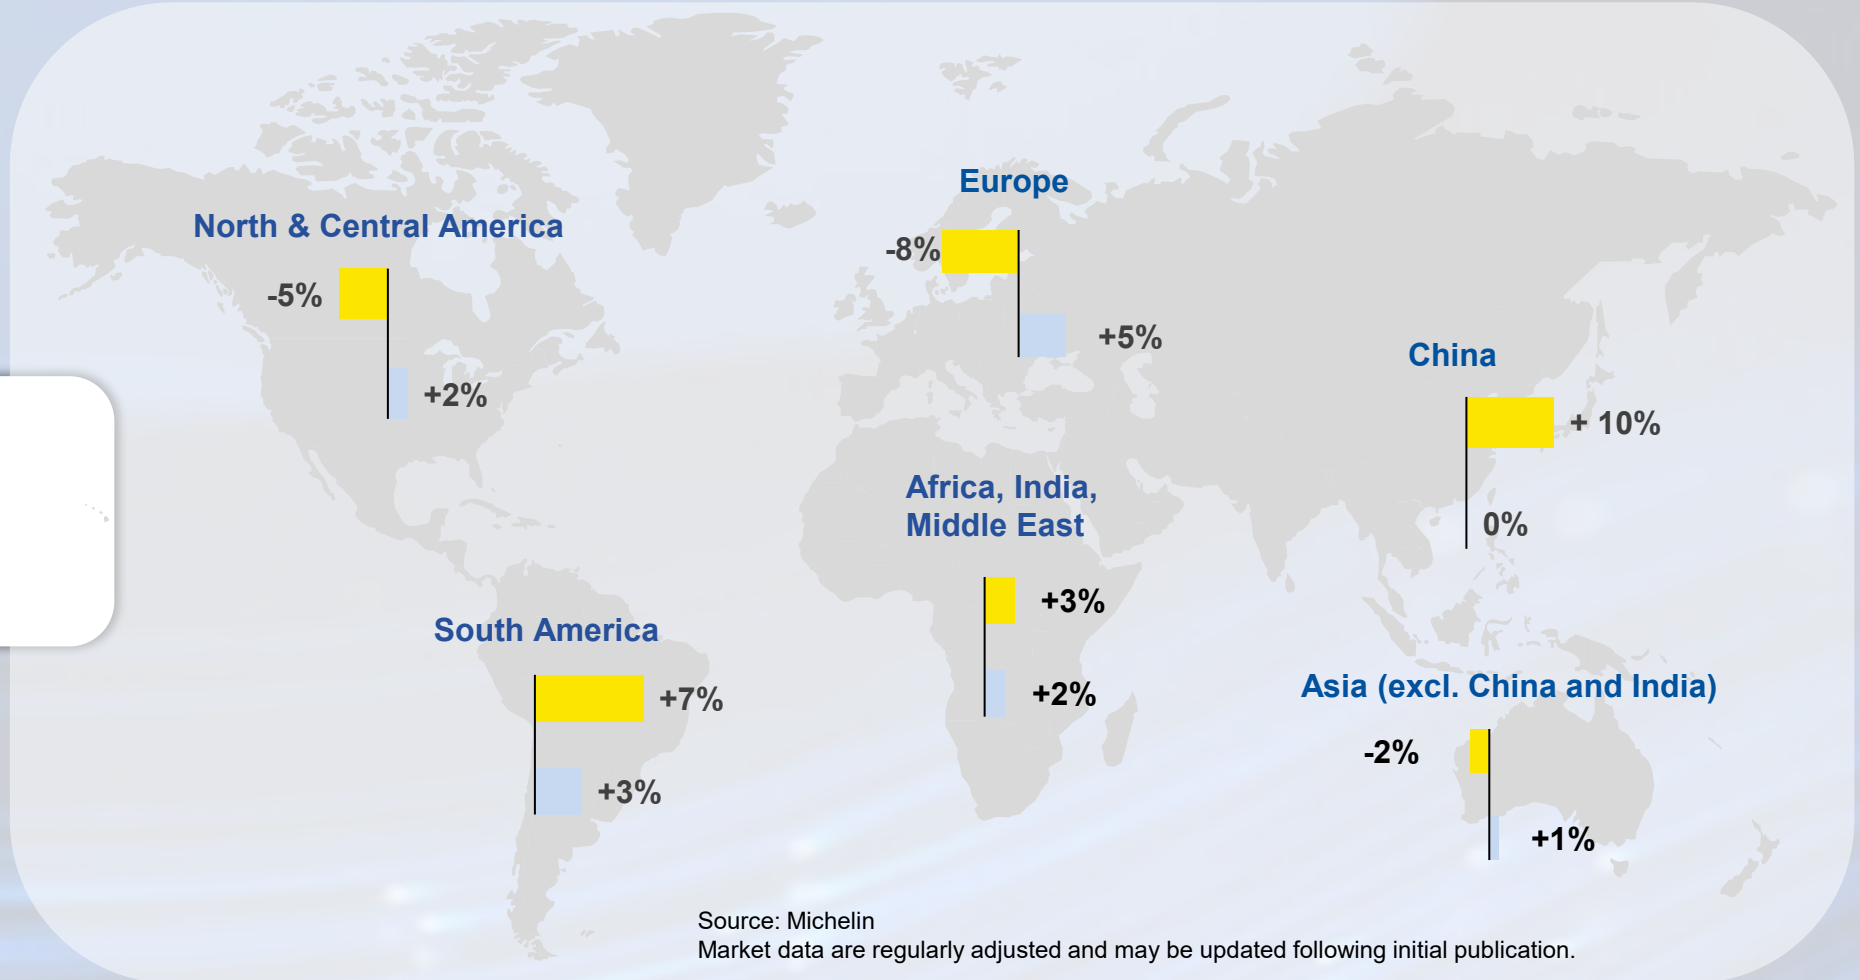 Europe
-8%
+5%
North & Central America
-5%
+2%
China
+ 10%
0%
Africa, India,
Middle East
+3%
+2%
South America
+7%
+3%
Asia (excl. China and India)
-2%
+1%
Source: Michelin
Market data are regularly adjusted and may be updated following initial publication.